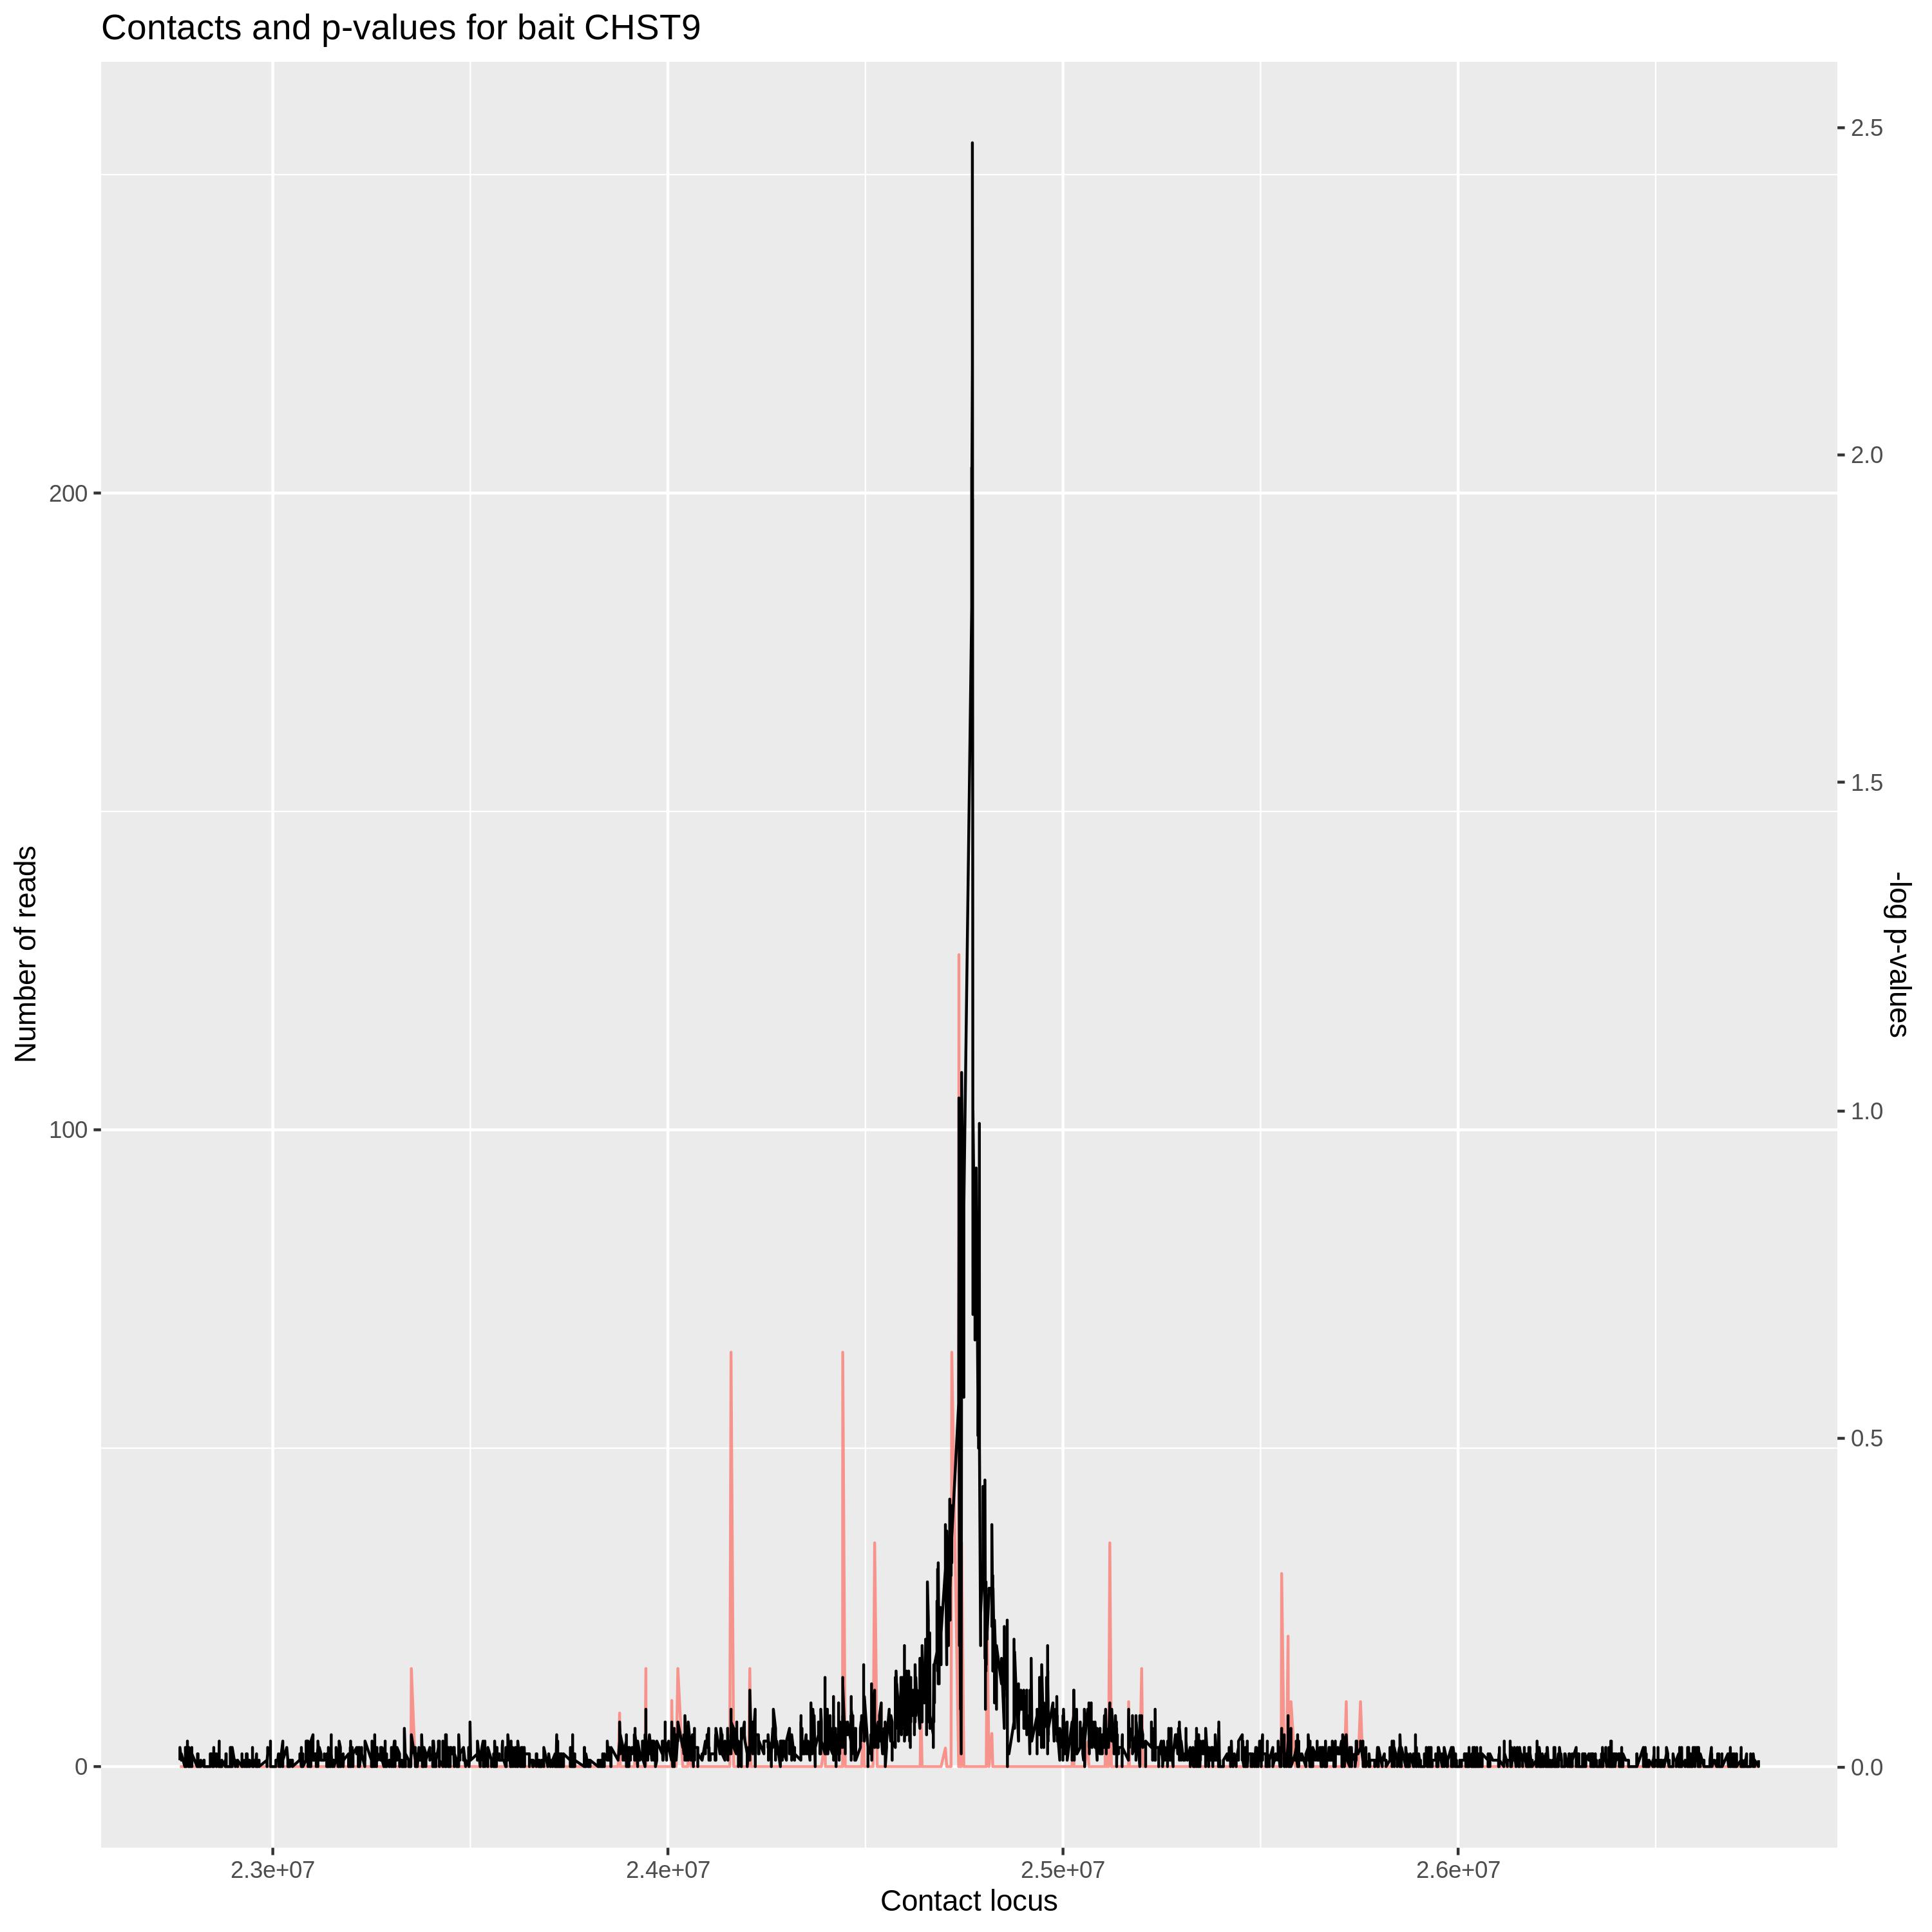 Contacts and p-values for bait CHST9
Number of reads
200
100
0
2.5
2.0
1.5
1.0
0.5
0.0
-log p-values
2.3e+07
2.4e+07
2.5e+07
2.6e+07
Contact locus